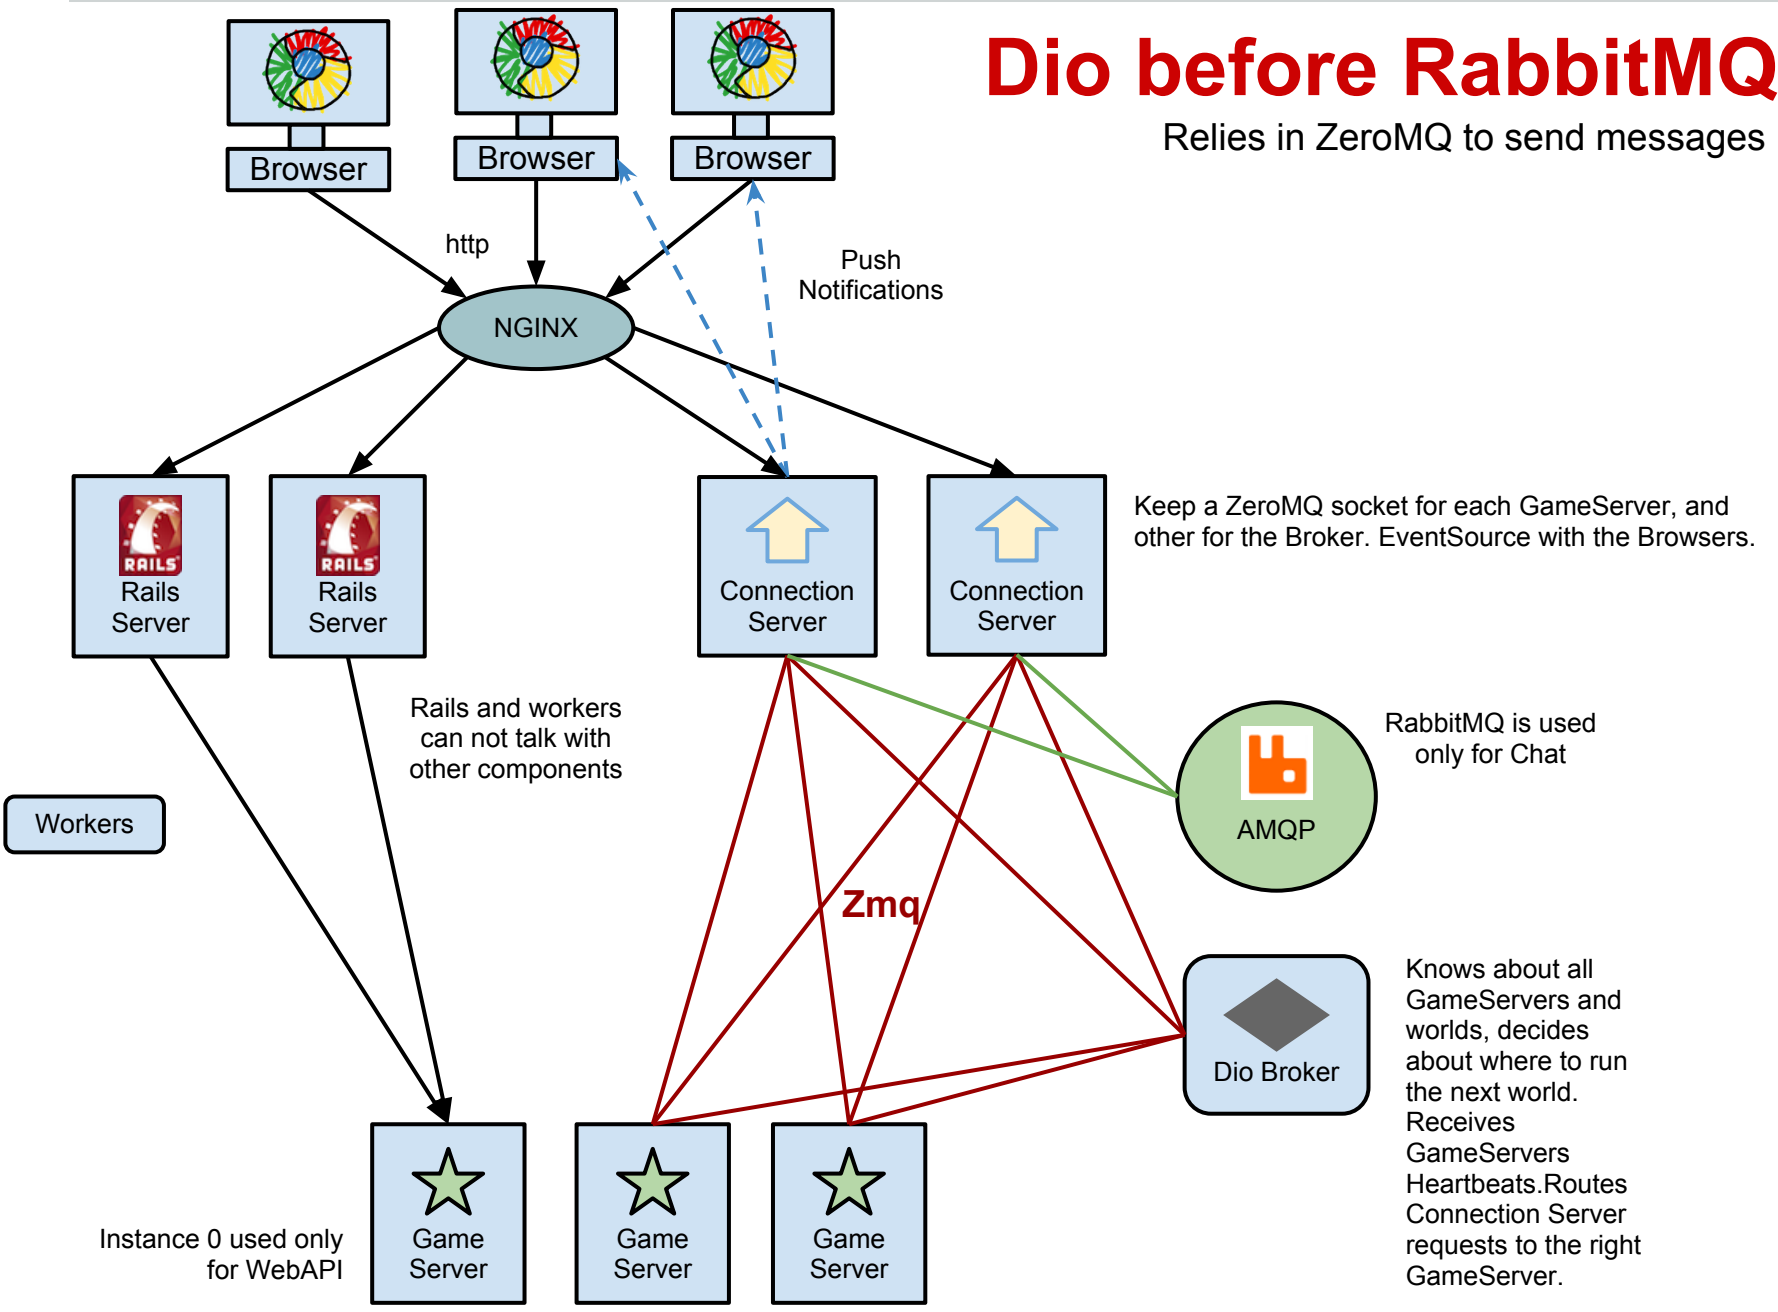 Dio before RabbitMQ
Relies in ZeroMQ to send messages
Browser
Browser
Browser
http
Push
Notifications
NGINX
RAILS
Rails
Server
RAILS
Rails
Server
Connection
Server
Connection
Server
Keep a ZeroMQ socket for each GameServer, and
other for the Broker. EventSource with the Browsers.
Rails and workers
can not talk with
other components
RabbitMQ is used
only for Chat
AMQP
Workers
Zmq
Dio Broker
Knows about all
GameServers and
worlds, decides
about where to run
the next world.
Receives
GameServers
Heartbeats.Routes
Connection Server
requests to the right
GameServer.
Instance 0 used only
for WebAPI
Game
Server
Game
Server
Game
Server